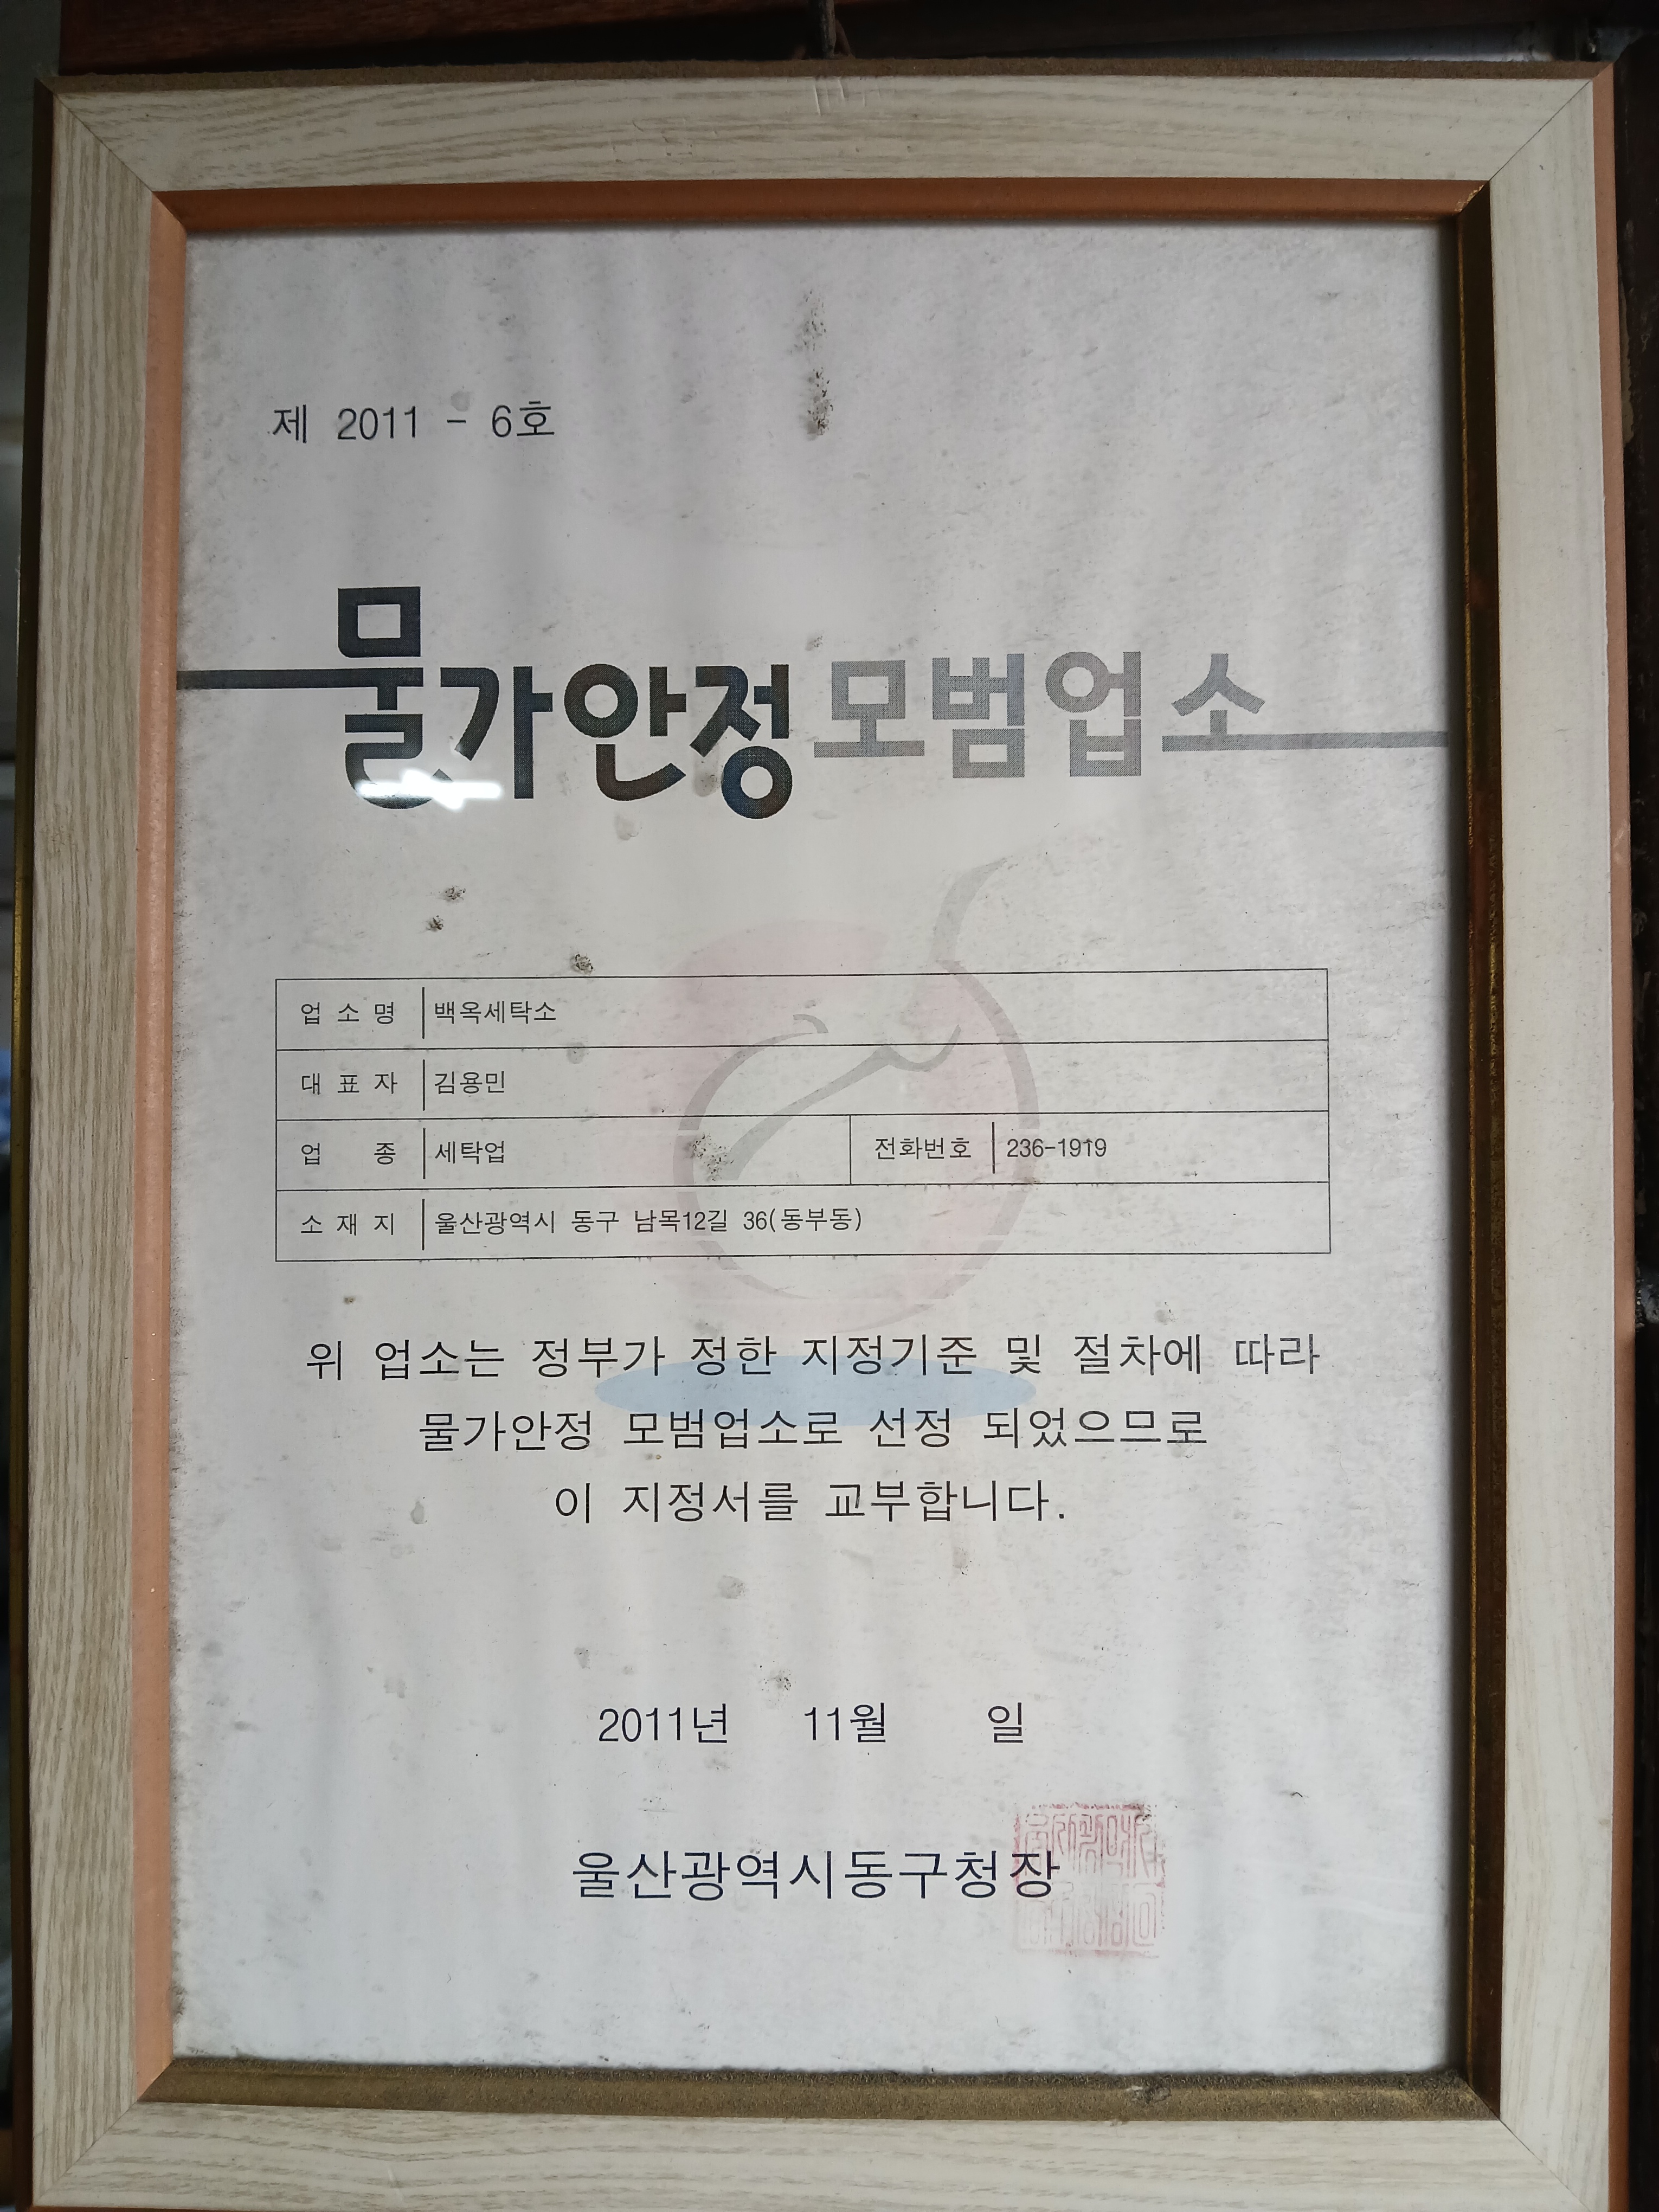 제 2011 - 6호
물가안정모범업소
업 소 명 백옥세탁소
대 표 자 김용민
업 종 세탁업 전화번호 236-1919
소 재 지 울산광역시 동구 남목12길 36(동부동)
위 업소는 정부가 정한 지정기준 및 절차에 따라
물가안정 모범업소로 선정 되었으므로
이 지정서를 교부합니다.
2011년 11월 일
울산광역시동구청장